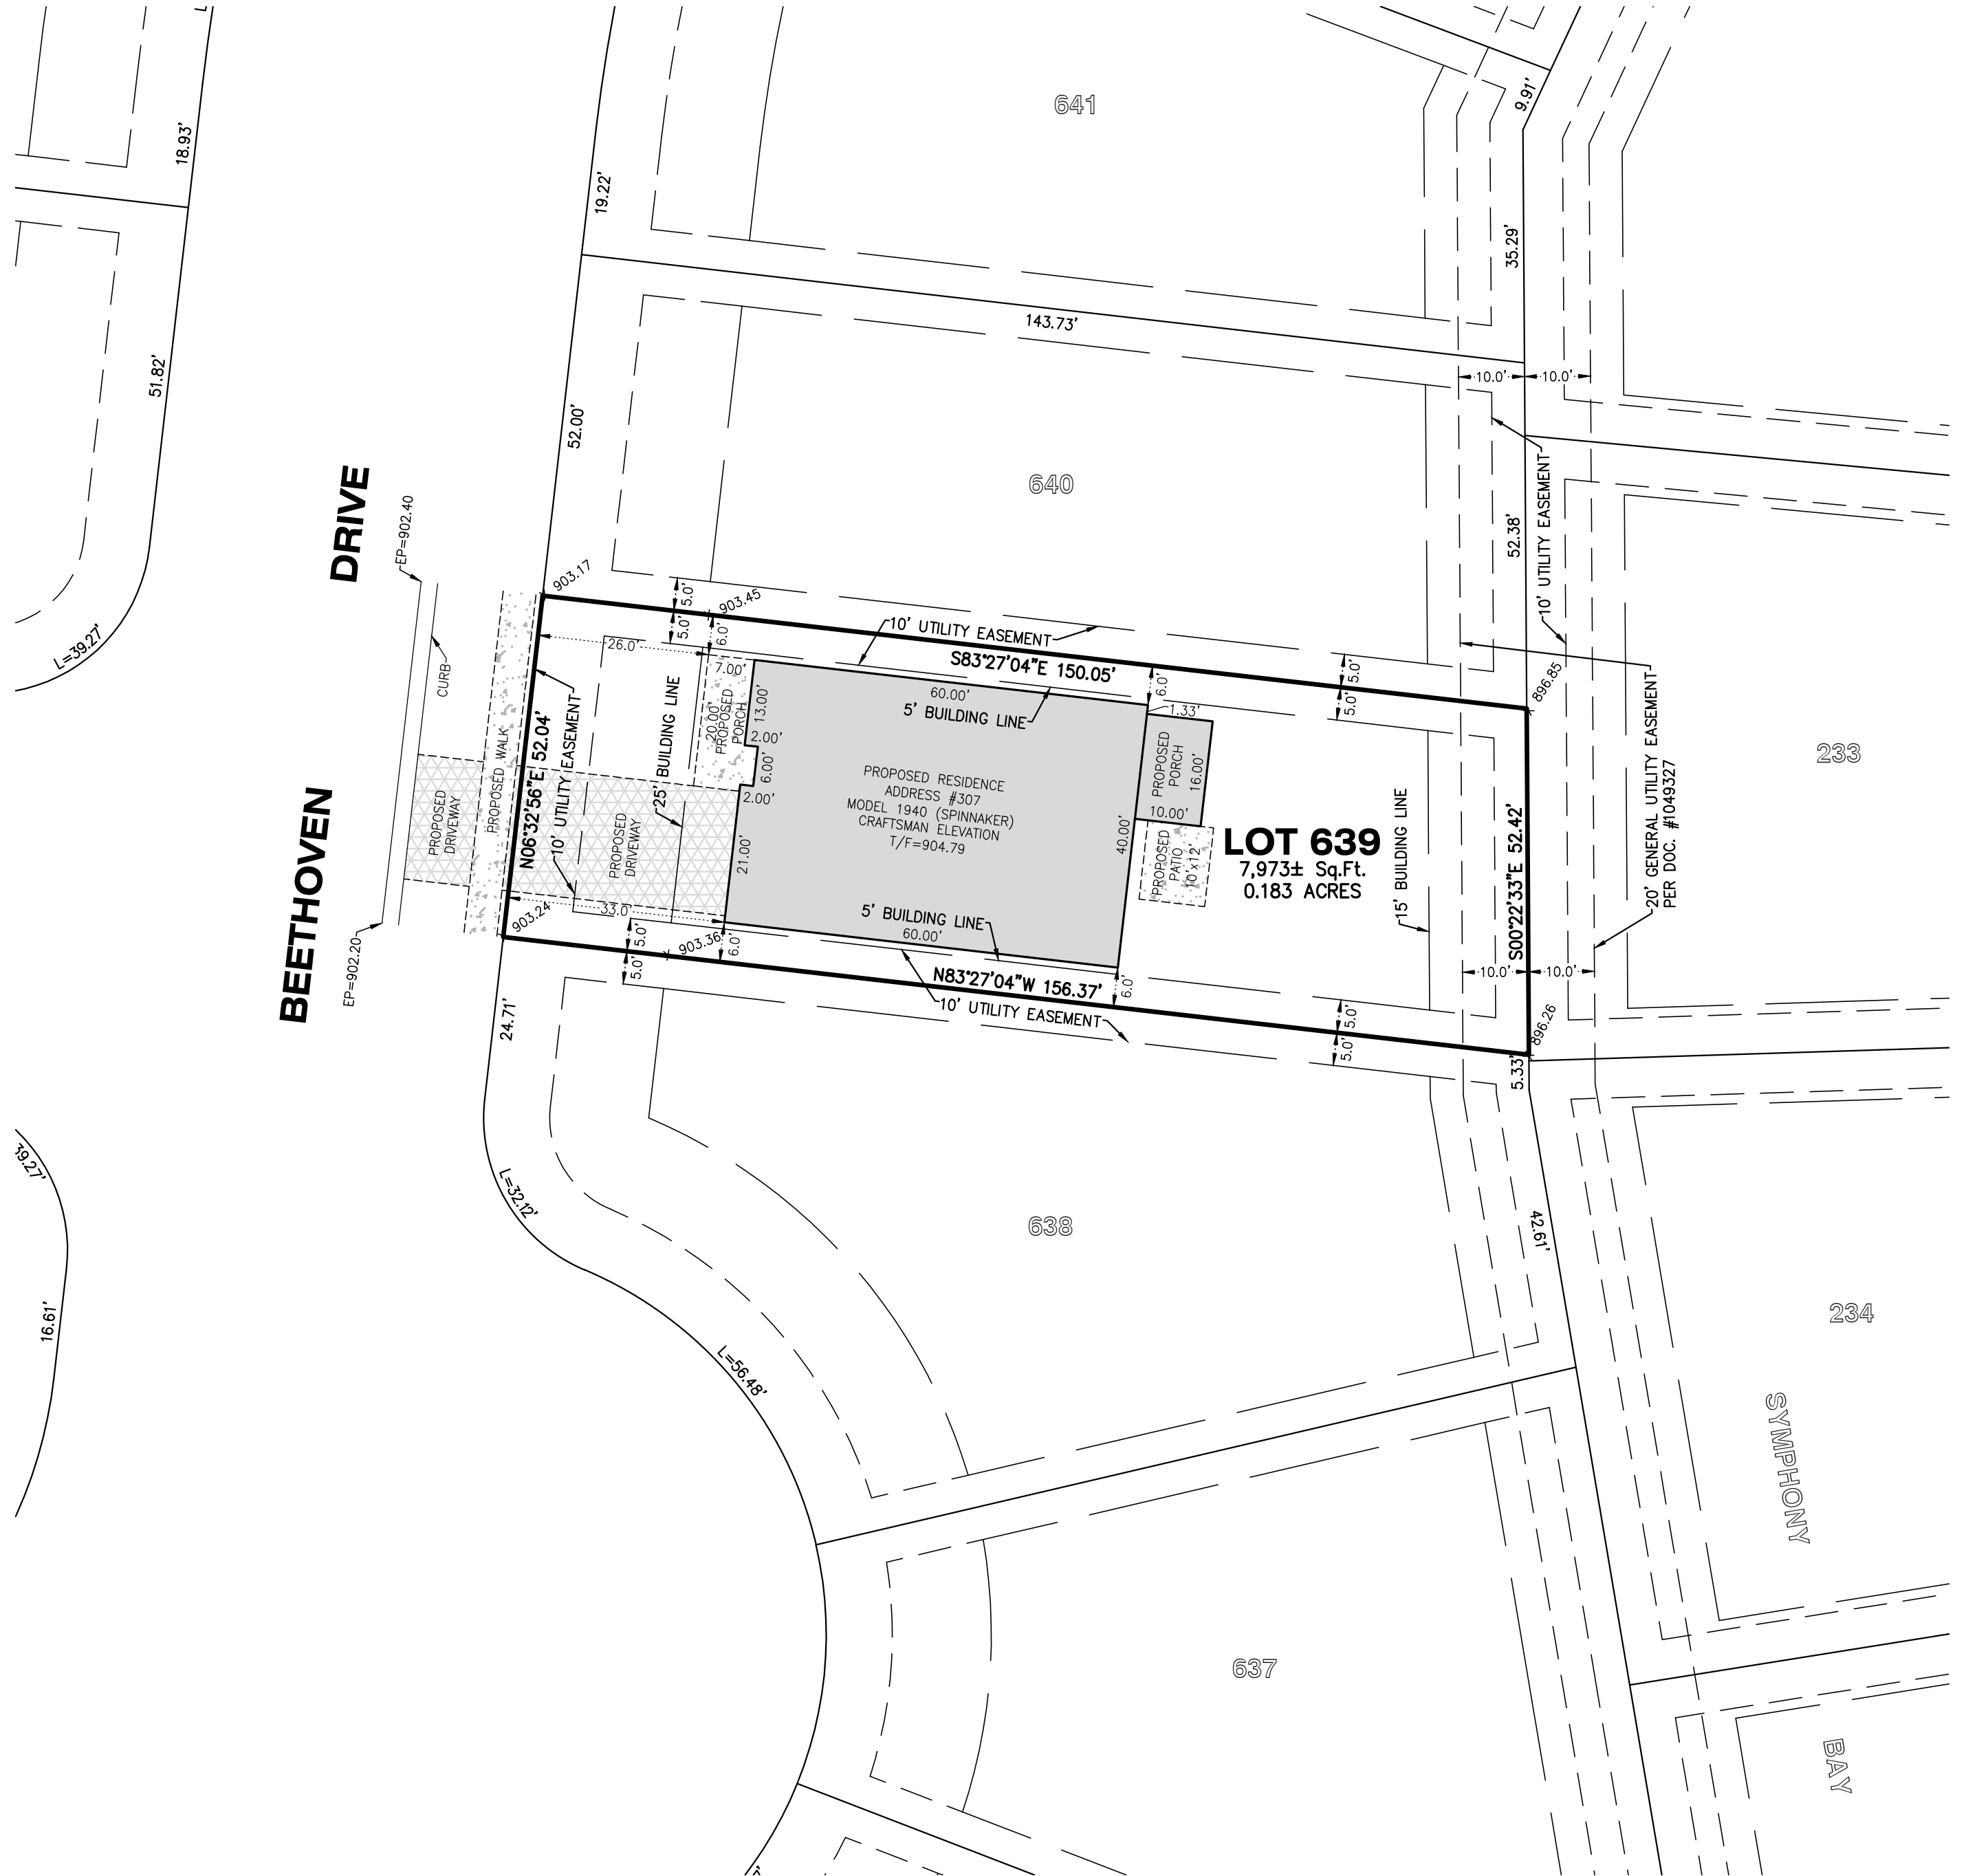 641
9.91'
18.93'
19.22'
35.29'
143.73'
51.82'
52.00'
10.0'
10.0'
640
DRIVE
EP=902.40
10' UTILITY EASEMENT
52.38'
903.17
5.0'
5.0'
6.0'
903.45
L=39.27'
CURB
26.0'
10' UTILITY EASEMENT
S83°27'04"E 150.05'
7.00'
60.00'
5' BUILDING LINE
6.0'
5.0'
5.0'
896.85
1.33'
13.00'
20.00'
PROPOSED
PORCH
2.00'
6.00'
2.00'
25' BUILDING LINE
PROPOSED WALK
N06°32'56"E 52.04'
10' UTILITY EASEMENT
PROPOSED
DRIVEWAY
PROPOSED
DRIVEWAY
21.00'
PROPOSED RESIDENCE
ADDRESS #307
MODEL 1940 (SPINNAKER)
CRAFTSMAN ELEVATION
T/F=904.79
PROPOSED
PORCH
16.00'
10.00'
40.00'
PROPOSED
PATIO
10'x12'
LOT 639
7,973± Sq.Ft.
0.183 ACRES
15' BUILDING LINE
S00°22'33"E 52.42'
20' GENERAL UTILITY EASEMENT
PER DOC. #1049327
233
BEETHOVEN
EP=902.20
903.24
33.0'
5.0'
5.0'
903.36
6.0'
5' BUILDING LINE
60.00'
N83°27'04"W 156.37'
6.0'
10' UTILITY EASEMENT
5.0'
5.0'
10.0'
10.0'
896.26
5.33'
24.71'
39.27'
L=32.12'
638
42.61'
234
16.61'
L=56.48'
SYMPHONY
637
BAY